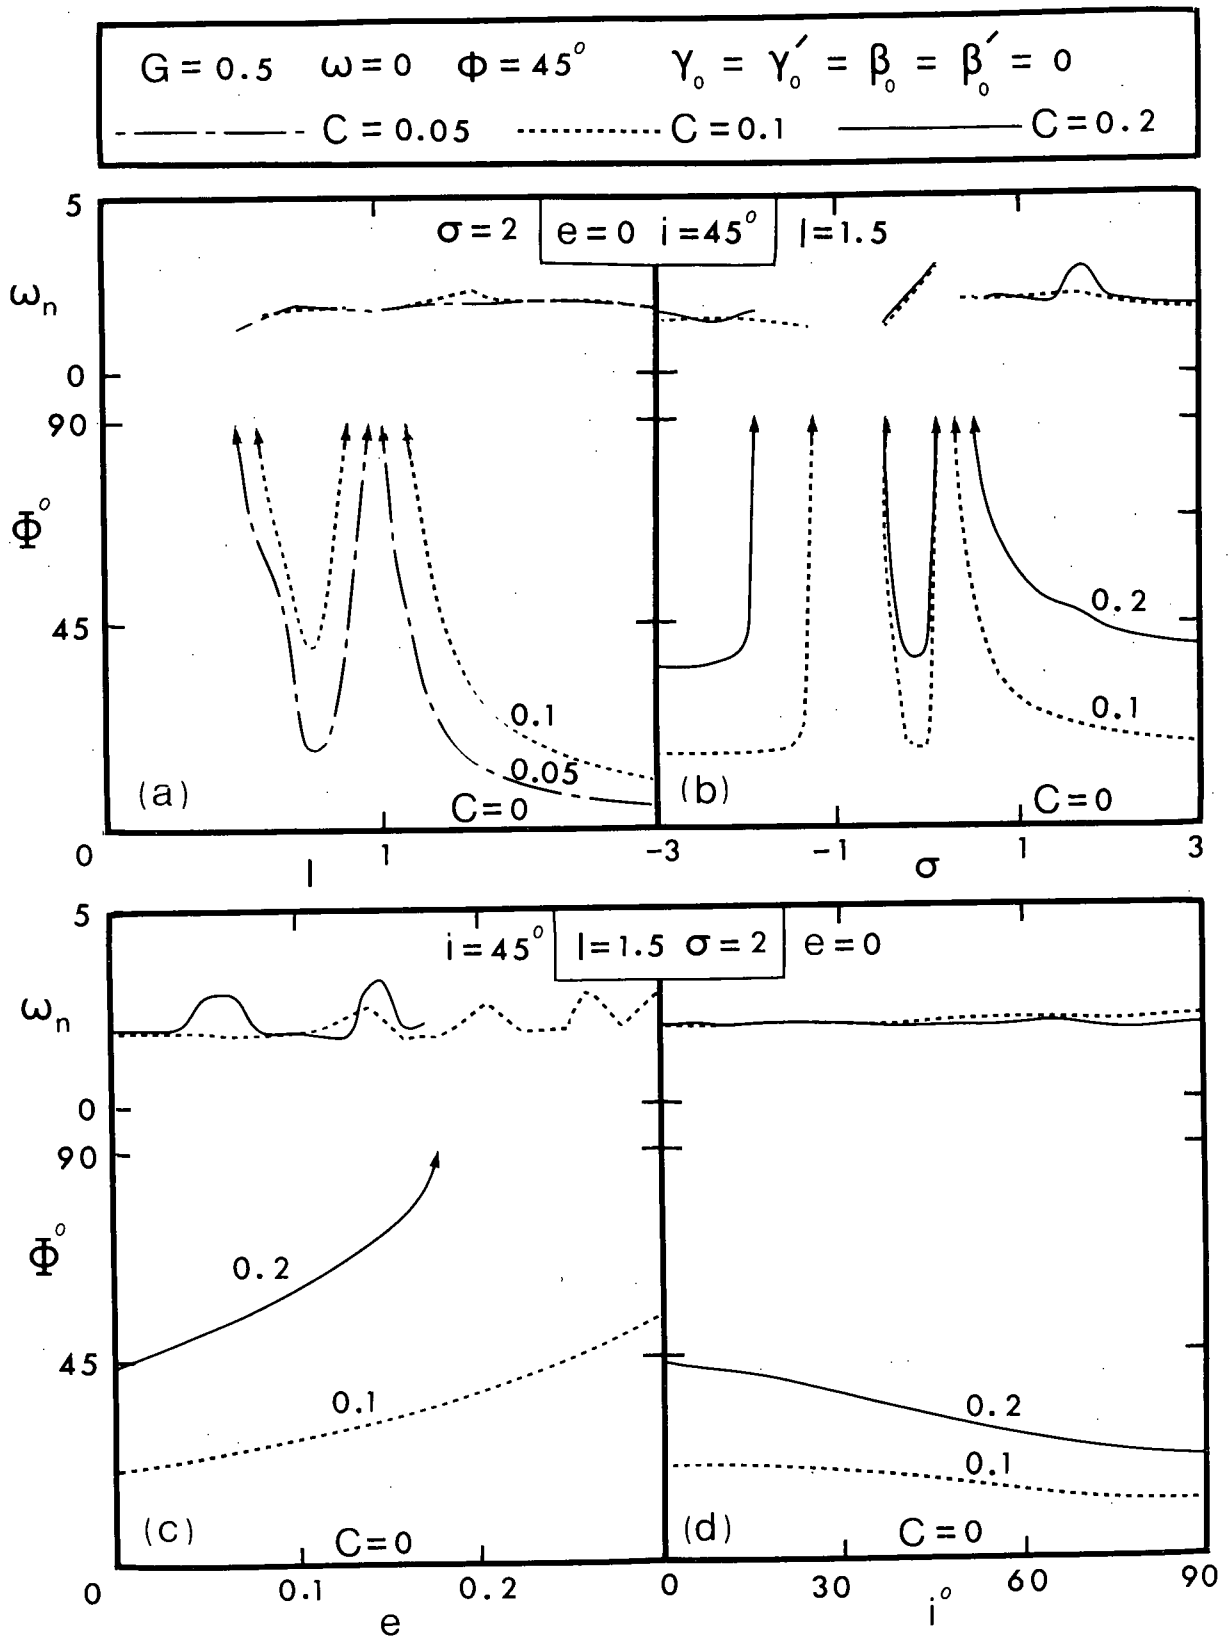 G = 0.5 ω = 0 ϕ = 45° γ₀ = γ₀′ = β₀ = β₀′ = 0
C = 0.05 C = 0.1 C = 0.2
5
σ = 2 e = 0 i = 45° I = 1.5
ωₙ
0
90
Φ°
45
0.1
0.05
0.2
0.1
(a) C = 0 (b) C = 0
0 1 -3 -1 1 3
I σ
5
i = 45° I = 1.5 σ = 2 e = 0
ωₙ
0
90
Φ°
0.2
45
0.1
0.2
0.1
(c) C = 0 (d) C = 0
0 0.1 0.2 0 30 60 90
e i°